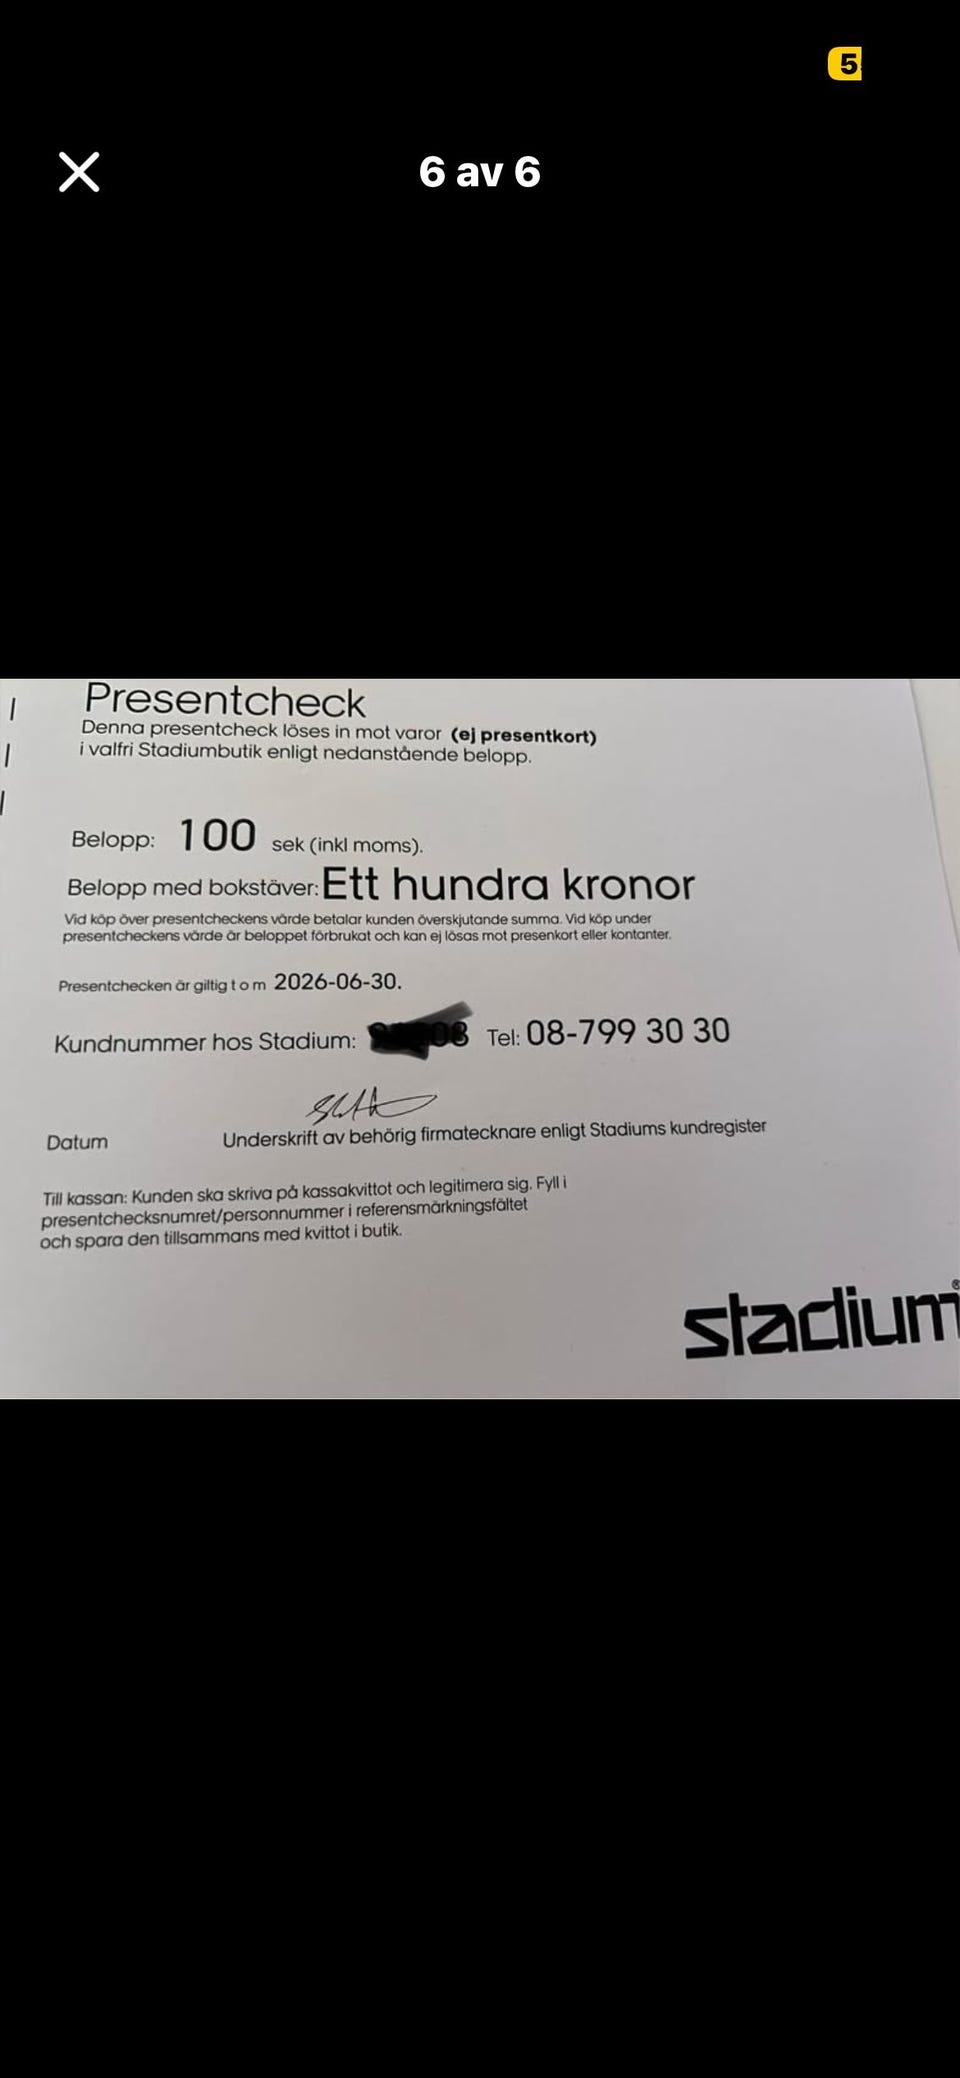 5
6 av 6
Presentcheck
Denna presentcheck löses in mot varor (ej presentkort)
i valfri Stadiumbutik enligt nedanstående belopp.
Belopp: 100 sek (inkl moms).
Belopp med bokstäver: Ett hundra kronor
Vid köp över presentcheckens värde betalar kunden överskjutande summa. Vid köp under
presentcheckens värde är beloppet förbrukat och kan ej lösas mot presenkort eller kontanter.
Presentchecken är giltig t o m 2026-06-30.
Kundnummer hos Stadium: 08 Tel: 08-799 30 30
Datum Underskrift av behörig firmatecknare enligt Stadiums kundregister
Till kassan: Kunden ska skriva på kassakvittot och legitimera sig. Fyll i
presentchecksnumret/personnummer i referensmärkningsfältet
och spara den tillsammans med kvittot i butik.
stadium®